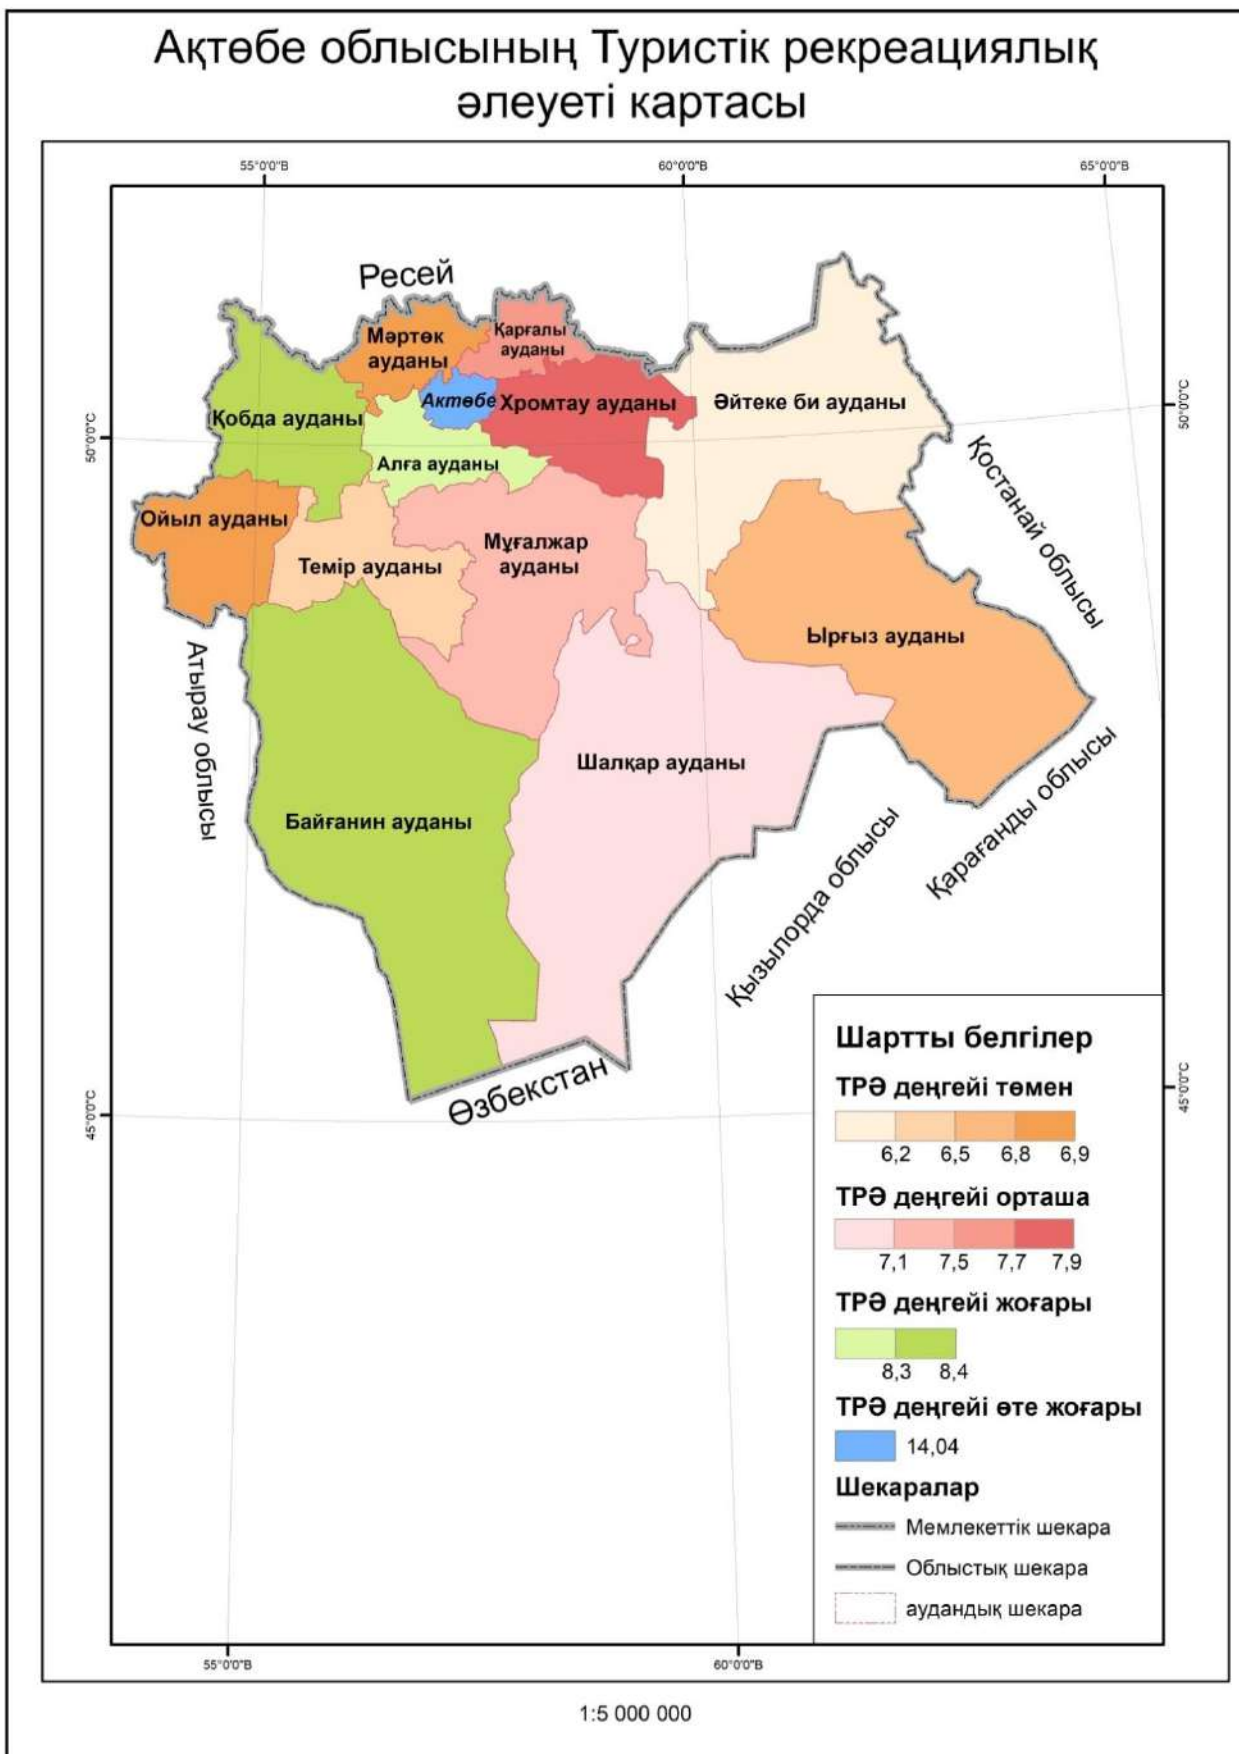 Ақтөбе облысының Туристік рекреациялық
әлеуеті картасы
55°0'0"В
60°0'0"В
65°0'0"В
50°0'0"С
50°0'0"С
45°0'0"С
45°0'0"С
Ресей
Мәртөк
ауданы
Қарғалы
ауданы
Қобда ауданы
Актөбе
Хромтау ауданы
Әйтеке би ауданы
Алға ауданы
Қостанай облысы
Ойыл ауданы
Темір ауданы
Мұғалжар
ауданы
Ырғыз ауданы
Атырау облысы
Шалқар ауданы
Байғанин ауданы
Қарағанды облысы
Қызылорда облысы
Өзбекстан
Шартты белгілер
ТРӘ деңгейі төмен
6,2 6,5 6,8 6,9
ТРӘ деңгейі орташа
7,1 7,5 7,7 7,9
ТРӘ деңгейі жоғары
8,3 8,4
ТРӘ деңгейі өте жоғары
14,04
Шекаралар
Мемлекеттік шекара
Облыстық шекара
аудандық шекара
55°0'0"В
60°0'0"В
1:5 000 000